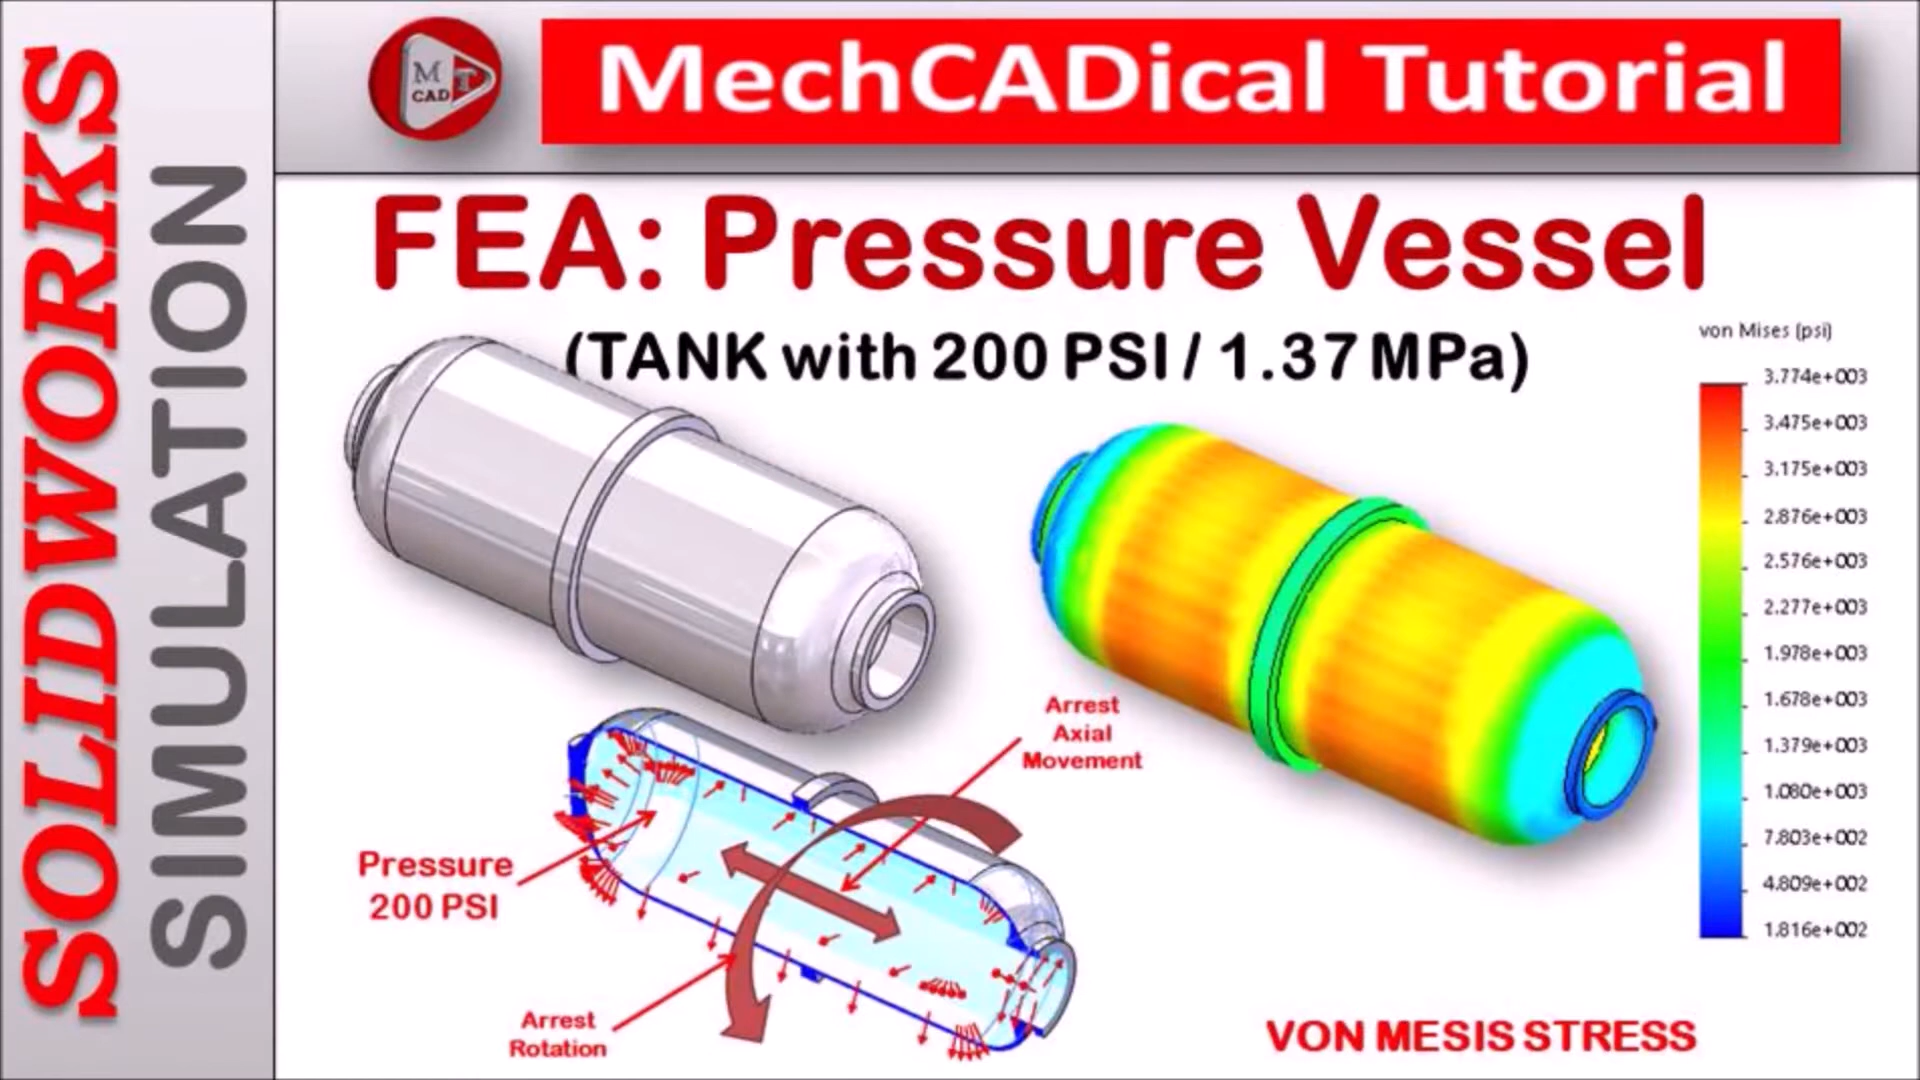 SOLIDWORKS
SIMULATION
M T
CAD
MechCADical Tutorial
FEA: Pressure Vessel
(TANK with 200 PSI / 1.37 MPa)
von Mises (psi)
3.774e+003
3.475e+003
3.175e+003
2.876e+003
2.576e+003
2.277e+003
1.978e+003
1.678e+003
1.379e+003
1.080e+003
7.803e+002
4.809e+002
1.816e+002
Arrest
Axial
Movement
Pressure
200 PSI
Arrest
Rotation
VON MESIS STRESS